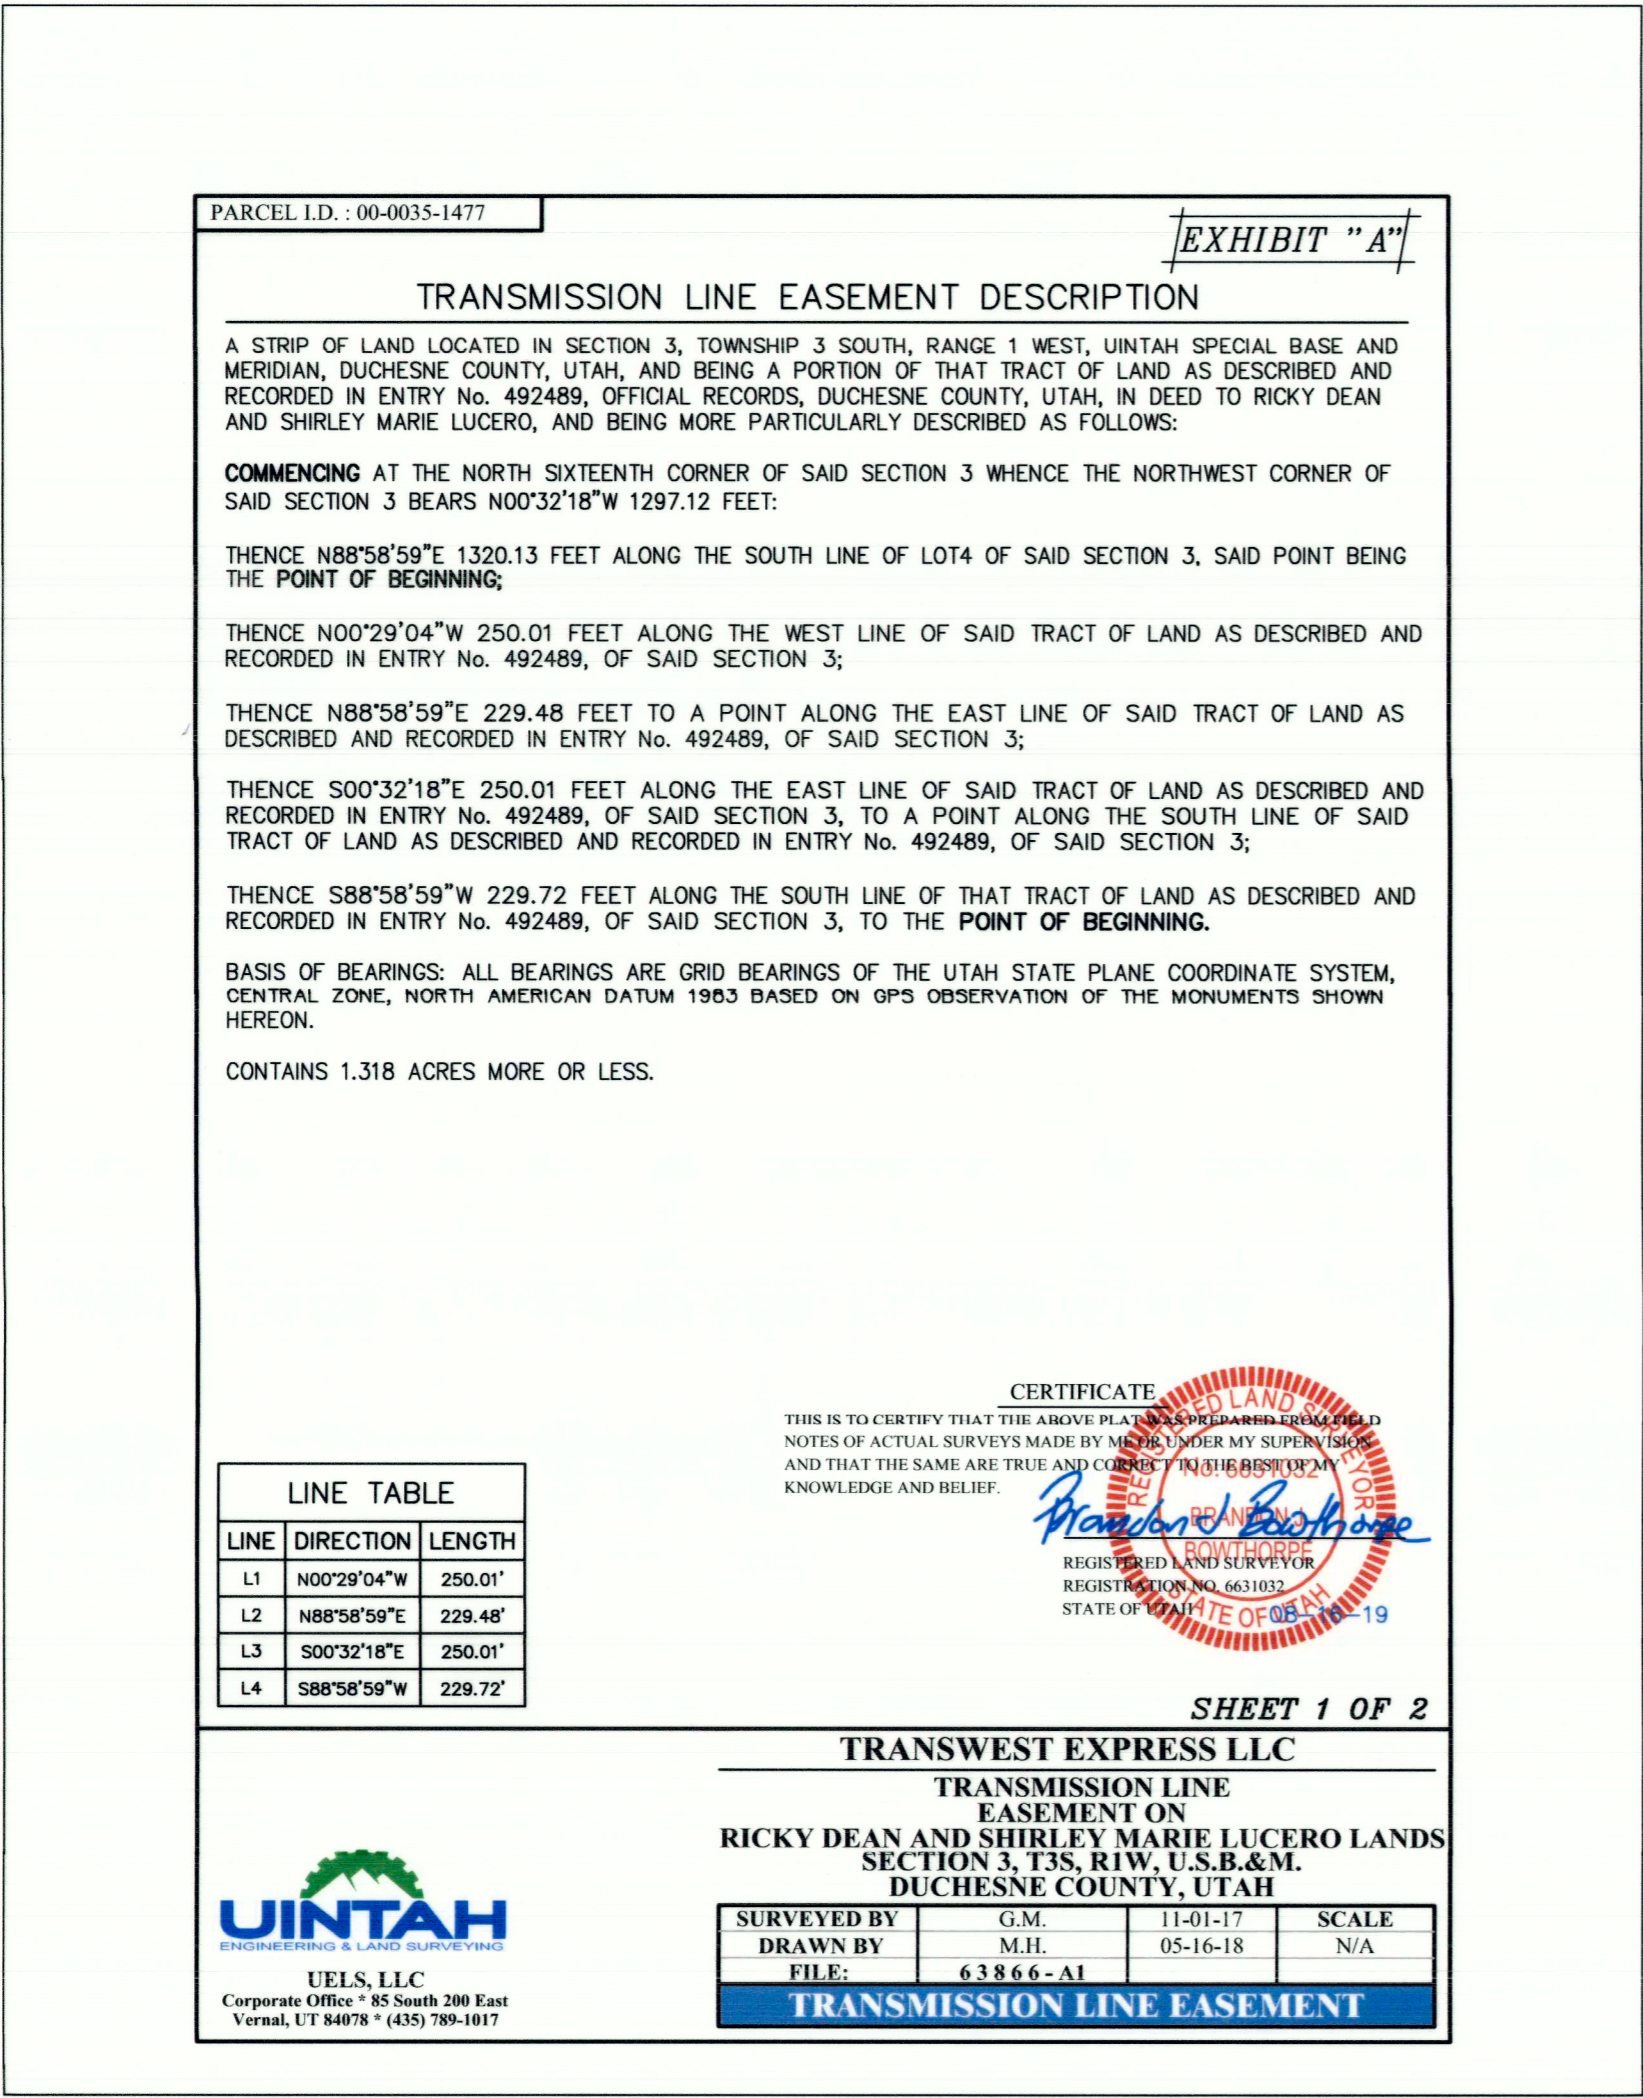 PARCEL I.D. : 00-0035-1477
EXHIBIT "A"
TRANSMISSION LINE EASEMENT DESCRIPTION
A STRIP OF LAND LOCATED IN SECTION 3, TOWNSHIP 3 SOUTH, RANGE 1 WEST, UINTAH SPECIAL BASE AND
MERIDIAN, DUCHESNE COUNTY, UTAH, AND BEING A PORTION OF THAT TRACT OF LAND AS DESCRIBED AND
RECORDED IN ENTRY No. 492489, OFFICIAL RECORDS, DUCHESNE COUNTY, UTAH, IN DEED TO RICKY DEAN
AND SHIRLEY MARIE LUCERO, AND BEING MORE PARTICULARLY DESCRIBED AS FOLLOWS:
COMMENCING AT THE NORTH SIXTEENTH CORNER OF SAID SECTION 3 WHENCE THE NORTHWEST CORNER OF
SAID SECTION 3 BEARS N00°32'18"W 1297.12 FEET:
THENCE N88°58'59"E 1320.13 FEET ALONG THE SOUTH LINE OF LOT4 OF SAID SECTION 3, SAID POINT BEING
THE POINT OF BEGINNING;
THENCE N00°29'04"W 250.01 FEET ALONG THE WEST LINE OF SAID TRACT OF LAND AS DESCRIBED AND
RECORDED IN ENTRY No. 492489, OF SAID SECTION 3;
THENCE N88°58'59"E 229.48 FEET TO A POINT ALONG THE EAST LINE OF SAID TRACT OF LAND AS
DESCRIBED AND RECORDED IN ENTRY No. 492489, OF SAID SECTION 3;
THENCE S00°32'18"E 250.01 FEET ALONG THE EAST LINE OF SAID TRACT OF LAND AS DESCRIBED AND
RECORDED IN ENTRY No. 492489, OF SAID SECTION 3, TO A POINT ALONG THE SOUTH LINE OF SAID
TRACT OF LAND AS DESCRIBED AND RECORDED IN ENTRY No. 492489, OF SAID SECTION 3;
THENCE S88°58'59"W 229.72 FEET ALONG THE SOUTH LINE OF THAT TRACT OF LAND AS DESCRIBED AND
RECORDED IN ENTRY No. 492489, OF SAID SECTION 3, TO THE POINT OF BEGINNING.
BASIS OF BEARINGS: ALL BEARINGS ARE GRID BEARINGS OF THE UTAH STATE PLANE COORDINATE SYSTEM,
CENTRAL ZONE, NORTH AMERICAN DATUM 1983 BASED ON GPS OBSERVATION OF THE MONUMENTS SHOWN
HEREON.
CONTAINS 1.318 ACRES MORE OR LESS.
CERTIFICATE
THIS IS TO CERTIFY THAT THE ABOVE PLAT WAS PREPARED FROM FIELD
NOTES OF ACTUAL SURVEYS MADE BY ME OR UNDER MY SUPERVISION
AND THAT THE SAME ARE TRUE AND CORRECT TO THE BEST OF MY
KNOWLEDGE AND BELIEF.
Brandon J Bowthorpe
REGISTERED LAND SURVEYOR
REGISTRATION NO. 6631032
STATE OF UTAH
REGISTERED LAND SURVEYOR
No. 6631032
BRANDON J.
BOWTHORPE
STATE OF UTAH
08-16-19
LINE TABLE
LINE DIRECTION LENGTH
L1 N00°29'04"W 250.01'
L2 N88°58'59"E 229.48'
L3 S00°32'18"E 250.01'
L4 S88°58'59"W 229.72'
SHEET 1 OF 2
TRANSWEST EXPRESS LLC
TRANSMISSION LINE
EASEMENT ON
RICKY DEAN AND SHIRLEY MARIE LUCERO LANDS
SECTION 3, T3S, R1W, U.S.B.&M.
DUCHESNE COUNTY, UTAH
SURVEYED BY G.M. 11-01-17 SCALE
DRAWN BY M.H. 05-16-18 N/A
FILE: 63866-A1
TRANSMISSION LINE EASEMENT
UINTAH
ENGINEERING & LAND SURVEYING
UELS, LLC
Corporate Office * 85 South 200 East
Vernal, UT 84078 * (435) 789-1017